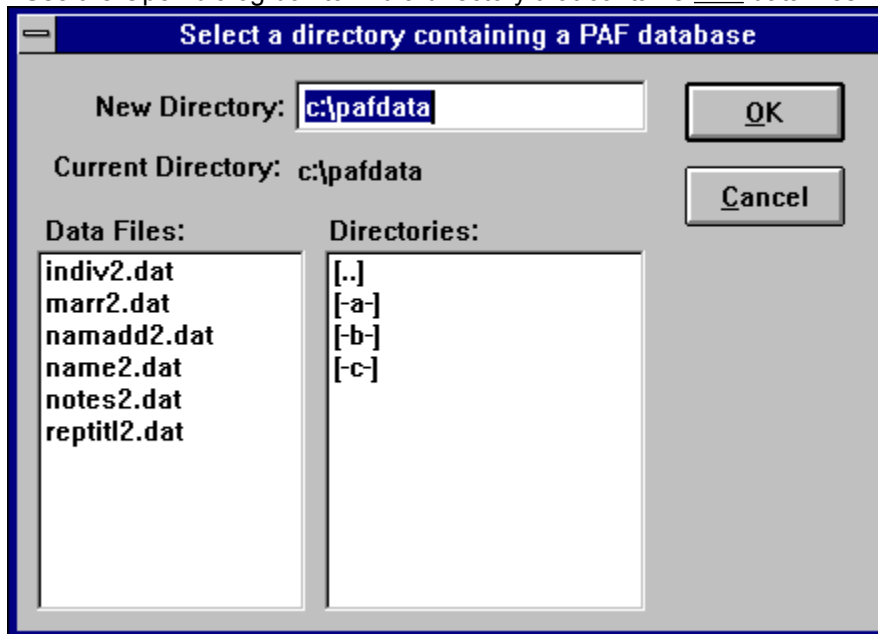 Select a directory containing a PAF database
New Directory: c:\pafdata
OK
Current Directory: c:\pafdata
Cancel
Data Files: Directories:
indiv2.dat [..]
marr2.dat [-a-]
namadd2.dat [-b-]
name2.dat [-c-]
notes2.dat
reptitl2.dat